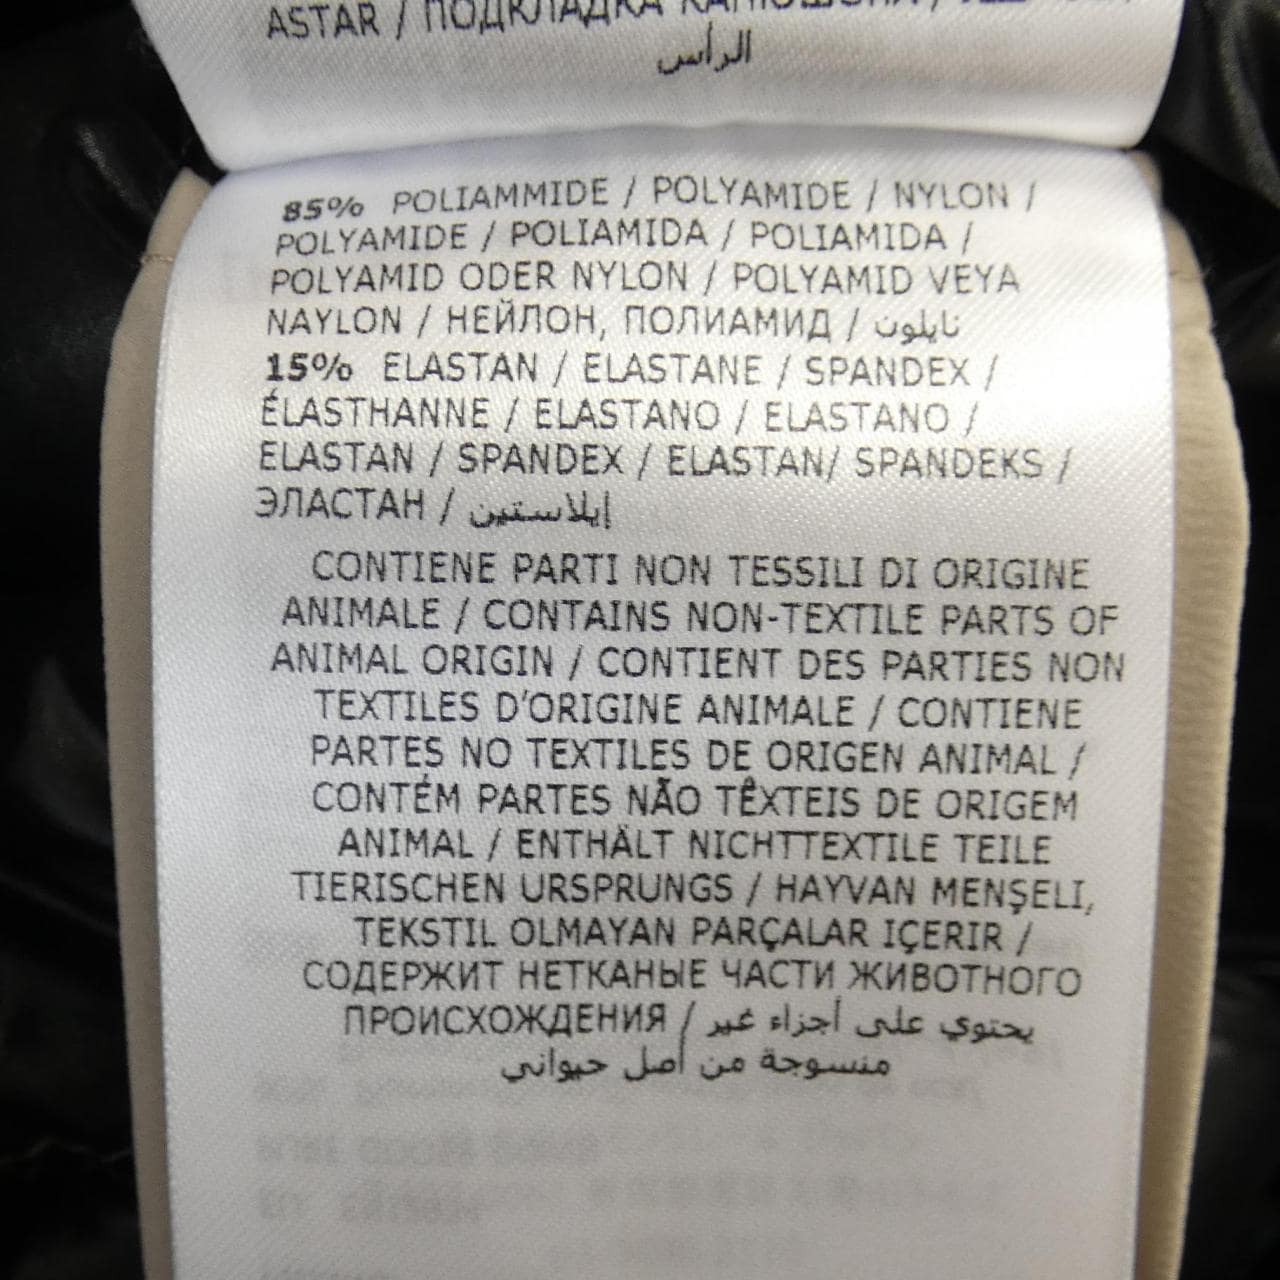 ASTAR / ПОДКЛАДКА КАПЮШОНА /
الرأس
85% POLIAMMIDE / POLYAMIDE / NYLON /
POLYAMIDE / POLIAMIDA / POLIAMIDA /
POLYAMID ODER NYLON / POLYAMID VEYA
NAYLON / НЕЙЛОН, ПОЛИАМИД / نايلون
15% ELASTAN / ELASTANE / SPANDEX /
ÉLASTHANNE / ELASTANO / ELASTANO /
ELASTAN / SPANDEX / ELASTAN/ SPANDEKS /
ЭЛАСТАН / إيلاستين
CONTIENE PARTI NON TESSILI DI ORIGINE
ANIMALE / CONTAINS NON-TEXTILE PARTS OF
ANIMAL ORIGIN / CONTIENT DES PARTIES NON
TEXTILES D'ORIGINE ANIMALE / CONTIENE
PARTES NO TEXTILES DE ORIGEN ANIMAL /
CONTÉM PARTES NÃO TÊXTEIS DE ORIGEM
ANIMAL / ENTHÄLT NICHTTEXTILE TEILE
TIERISCHEN URSPRUNGS / HAYVAN MENŞELI,
TEKSTIL OLMAYAN PARÇALAR IÇERIR /
СОДЕРЖИТ НЕТКАНЫЕ ЧАСТИ ЖИВОТНОГО
ПРОИСХОЖДЕНИЯ / يحتوي على أجزاء غير
منسوجة من أصل حيواني